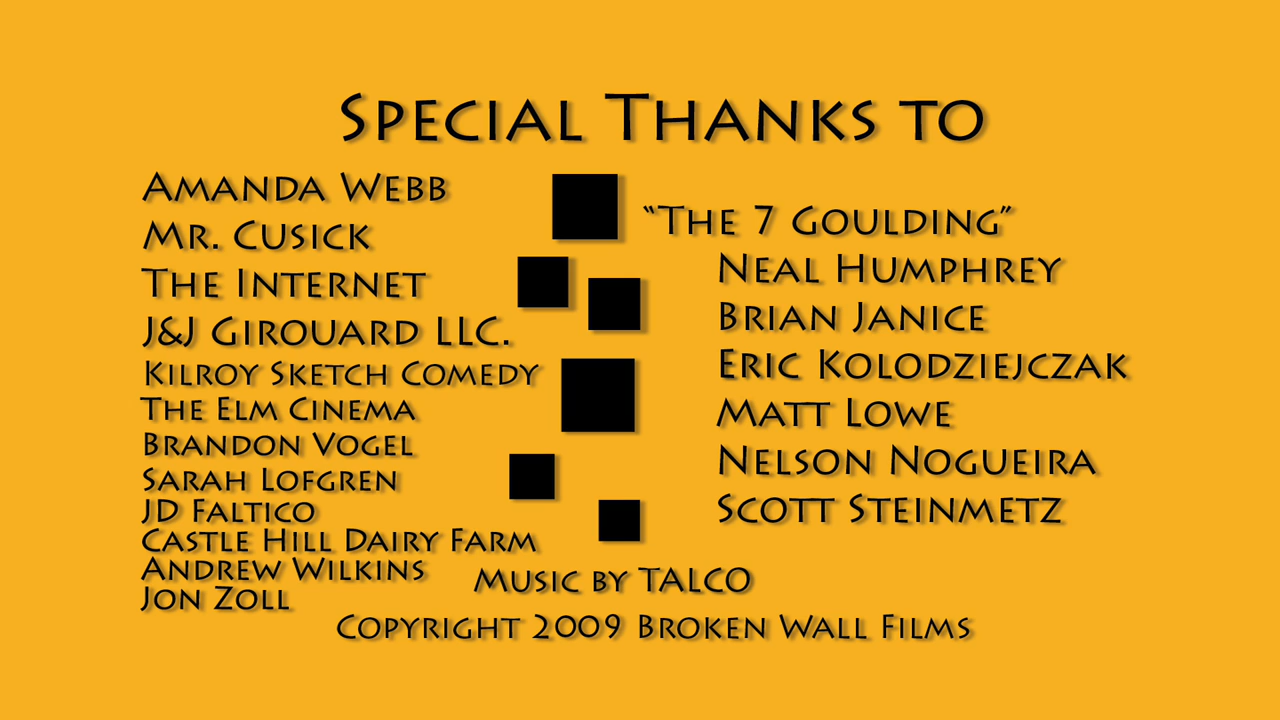 Special Thanks to
Amanda Webb
Mr. Cusick
The Internet
J&J Girouard LLC.
Kilroy Sketch Comedy
The Elm Cinema
Brandon Vogel
Sarah Lofgren
JD Faltico
Castle Hill Dairy Farm
Andrew Wilkins
Jon Zoll
“The 7 Goulding”
Neal Humphrey
Brian Janice
Eric Kolodziejczak
Matt Lowe
Nelson Nogueira
Scott Steinmetz
Music by TALCO
Copyright 2009 Broken Wall Films